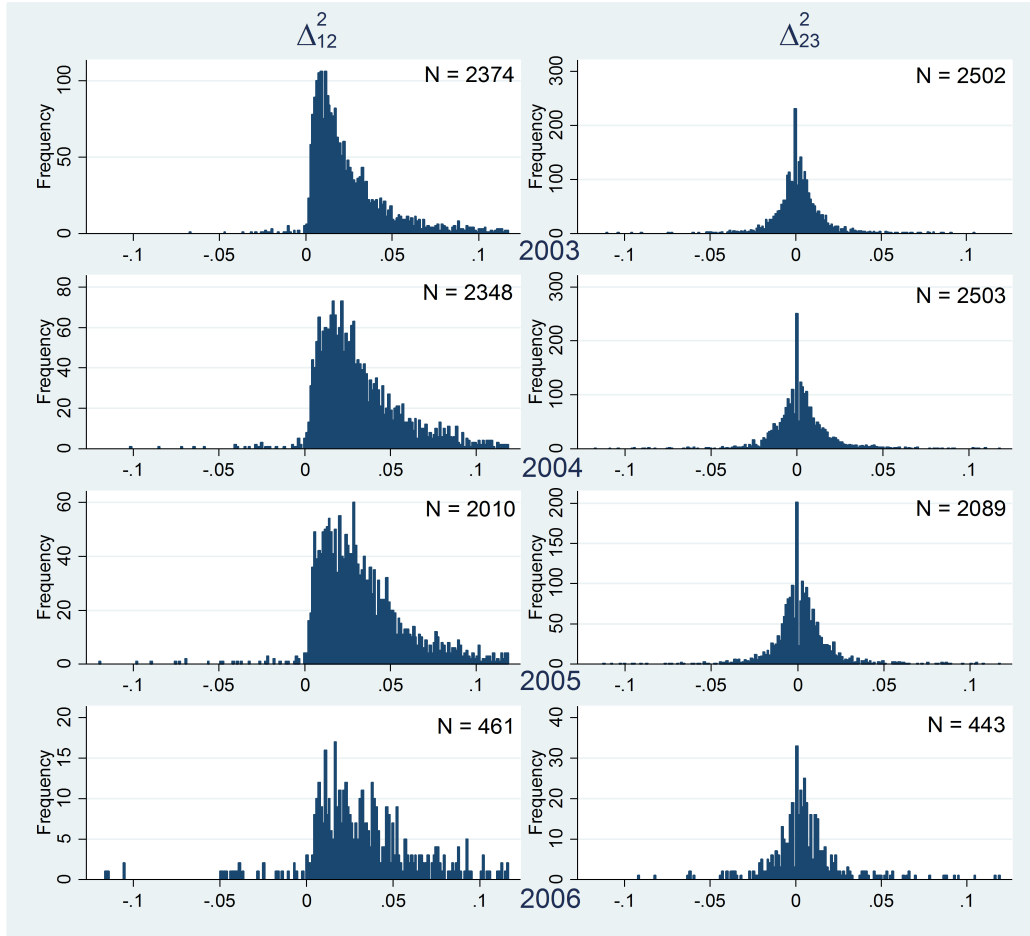 Δ²₁₂
Δ²₂₃
N = 2374
Frequency
100
50
0
-.1 -.05 0 .05 .1
N = 2502
Frequency
300
200
100
0
-.1 -.05 0 .05 .1
2003
N = 2348
Frequency
80
60
40
20
0
-.1 -.05 0 .05 .1
N = 2503
Frequency
300
200
100
0
-.1 -.05 0 .05 .1
2004
N = 2010
Frequency
60
40
20
0
-.1 -.05 0 .05 .1
N = 2089
Frequency
200
150
100
50
0
-.1 -.05 0 .05 .1
2005
N = 461
Frequency
20
15
10
5
0
-.1 -.05 0 .05 .1
N = 443
Frequency
40
30
20
10
0
-.1 -.05 0 .05 .1
2006